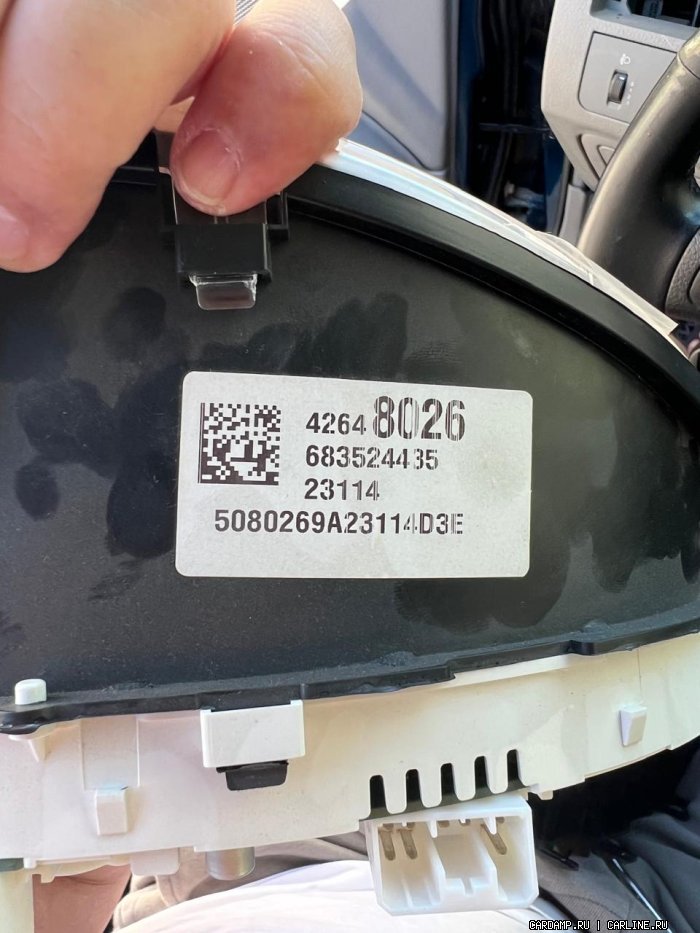 4264 8026
683524435
23114
5080269A23114D3E
CARDAMP.RU | CARLINE.RU